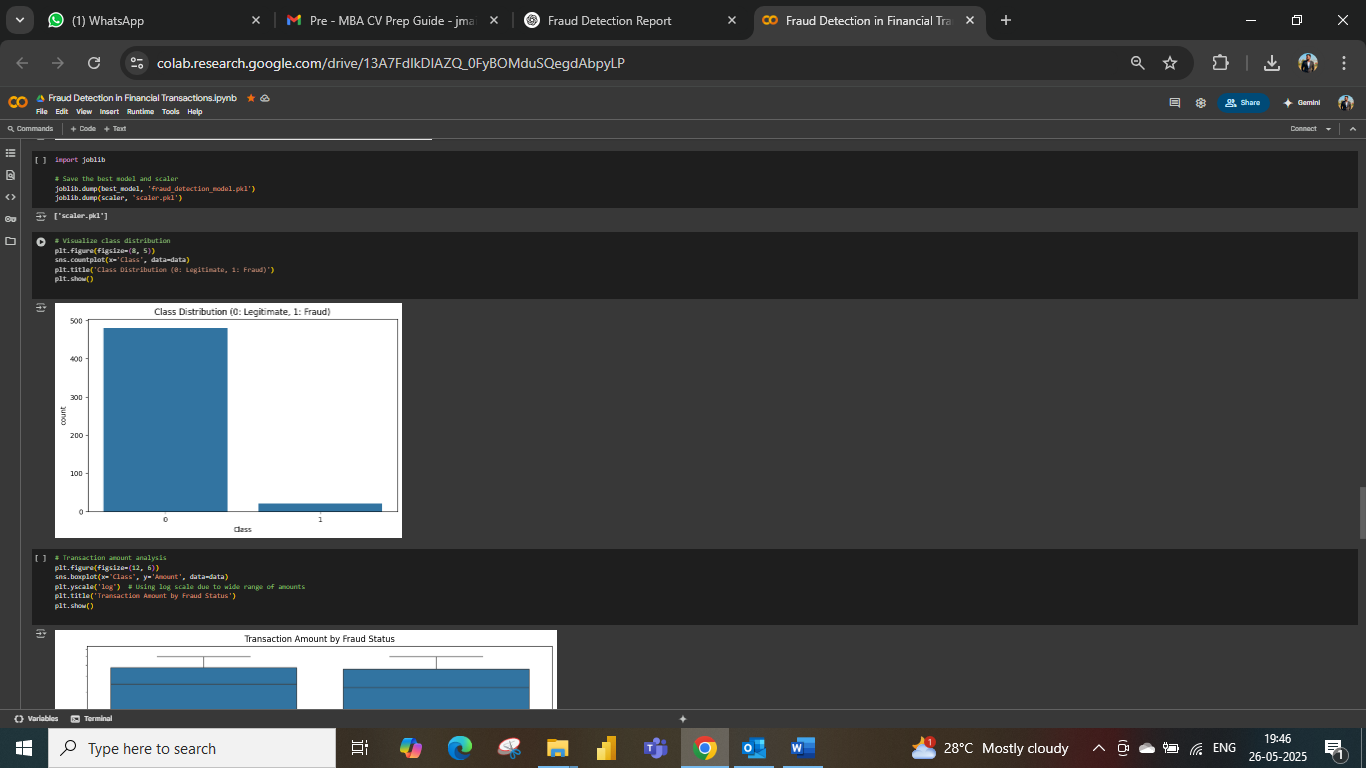 (1) WhatsApp
Pre - MBA CV Prep Guide - jma
Fraud Detection Report
Fraud Detection in Financial Tra
colab.research.google.com/drive/13A7FdIkDIAZQ_0FyBOMduSQegdAbpyLP
Fraud Detection in Financial Transactions.ipynb
File Edit View Insert Runtime Tools Help
Share
Gemini
Commands + Code + Text
Connect
[ ] import joblib
# Save the best model and scaler
joblib.dump(best_model, 'fraud_detection_model.pkl')
joblib.dump(scaler, 'scaler.pkl')
['scaler.pkl']
# Visualize class distribution
plt.figure(figsize=(8, 5))
sns.countplot(x='Class', data=data)
plt.title('Class Distribution (0: Legitimate, 1: Fraud)')
plt.show()
Class Distribution (0: Legitimate, 1: Fraud)
500
400
300
200
100
0
count
0 1
Class
[ ] # Transaction amount analysis
plt.figure(figsize=(12, 6))
sns.boxplot(x='Class', y='Amount', data=data)
plt.yscale('log') # Using log scale due to wide range of amounts
plt.title('Transaction Amount by Fraud Status')
plt.show()
Transaction Amount by Fraud Status
Variables Terminal
Type here to search
1
28°C Mostly cloudy
ENG
19:46
26-05-2025
1